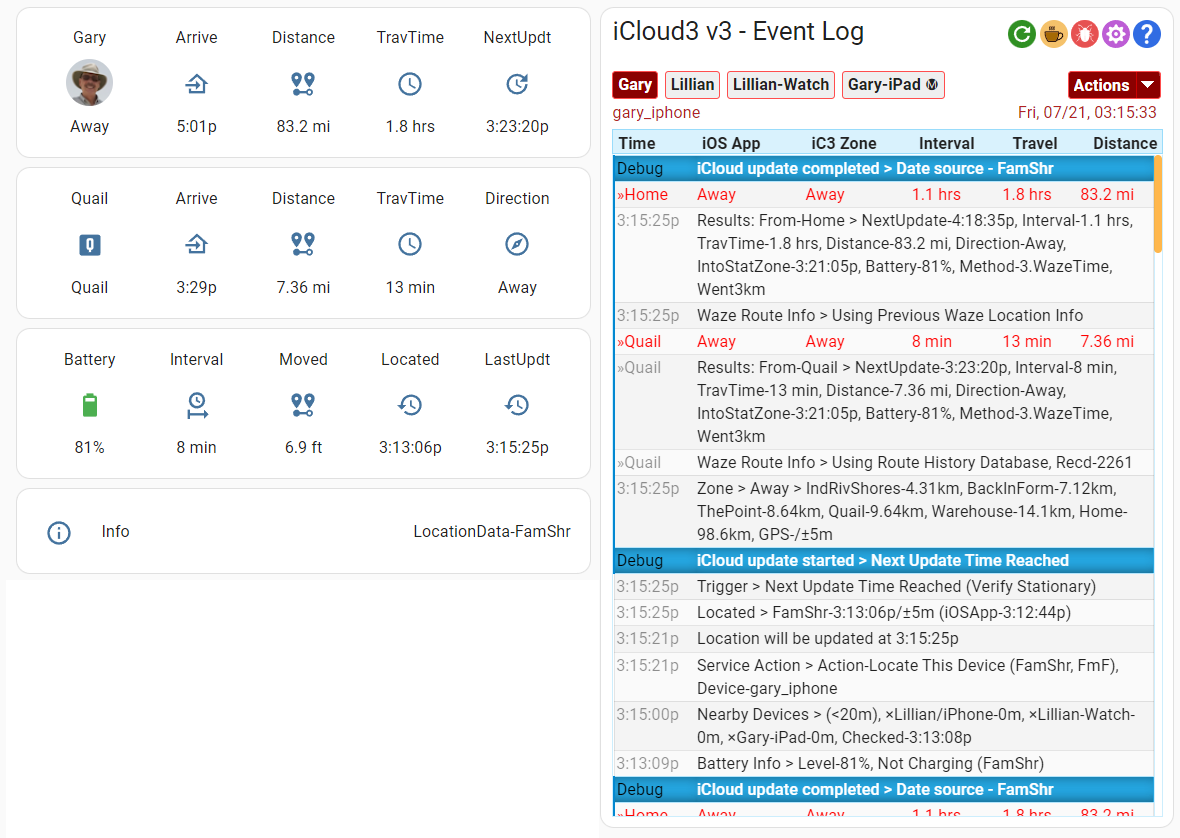 Gary Arrive Distance TravTime NextUpdt
Away 5:01p 83.2 mi 1.8 hrs 3:23:20p
Quail Arrive Distance TravTime Direction
Q
Quail 3:29p 7.36 mi 13 min Away
Battery Interval Moved Located LastUpdt
81% 8 min 6.9 ft 3:13:06p 3:15:25p
Info LocationData-FamShr
iCloud3 v3 - Event Log
?
Gary Lillian Lillian-Watch Gary-iPad Ⓜ Actions
gary_iphone Fri, 07/21, 03:15:33
Time iOS App iC3 Zone Interval Travel Distance
Debug iCloud update completed > Date source - FamShr
»Home Away Away 1.1 hrs 1.8 hrs 83.2 mi
3:15:25p Results: From-Home > NextUpdate-4:18:35p, Interval-1.1 hrs,
TravTime-1.8 hrs, Distance-83.2 mi, Direction-Away,
IntoStatZone-3:21:05p, Battery-81%, Method-3.WazeTime,
Went3km
3:15:25p Waze Route Info > Using Previous Waze Location Info
»Quail Away Away 8 min 13 min 7.36 mi
»Quail Results: From-Quail > NextUpdate-3:23:20p, Interval-8 min,
TravTime-13 min, Distance-7.36 mi, Direction-Away,
IntoStatZone-3:21:05p, Battery-81%, Method-3.WazeTime,
Went3km
»Quail Waze Route Info > Using Route History Database, Recd-2261
3:15:25p Zone > Away > IndRivShores-4.31km, BackInForm-7.12km,
ThePoint-8.64km, Quail-9.64km, Warehouse-14.1km, Home-
98.6km, GPS-/±5m
Debug iCloud update started > Next Update Time Reached
3:15:25p Trigger > Next Update Time Reached (Verify Stationary)
3:15:25p Located > FamShr-3:13:06p/±5m (iOSApp-3:12:44p)
3:15:21p Location will be updated at 3:15:25p
3:15:21p Service Action > Action-Locate This Device (FamShr, FmF),
Device-gary_iphone
3:15:00p Nearby Devices > (<20m), ×Lillian/iPhone-0m, ×Lillian-Watch-
0m, ×Gary-iPad-0m, Checked-3:13:08p
3:13:09p Battery Info > Level-81%, Not Charging (FamShr)
Debug iCloud update completed > Date source - FamShr
»Home Away Away 1.1 hrs 1.8 hrs 83.2 mi